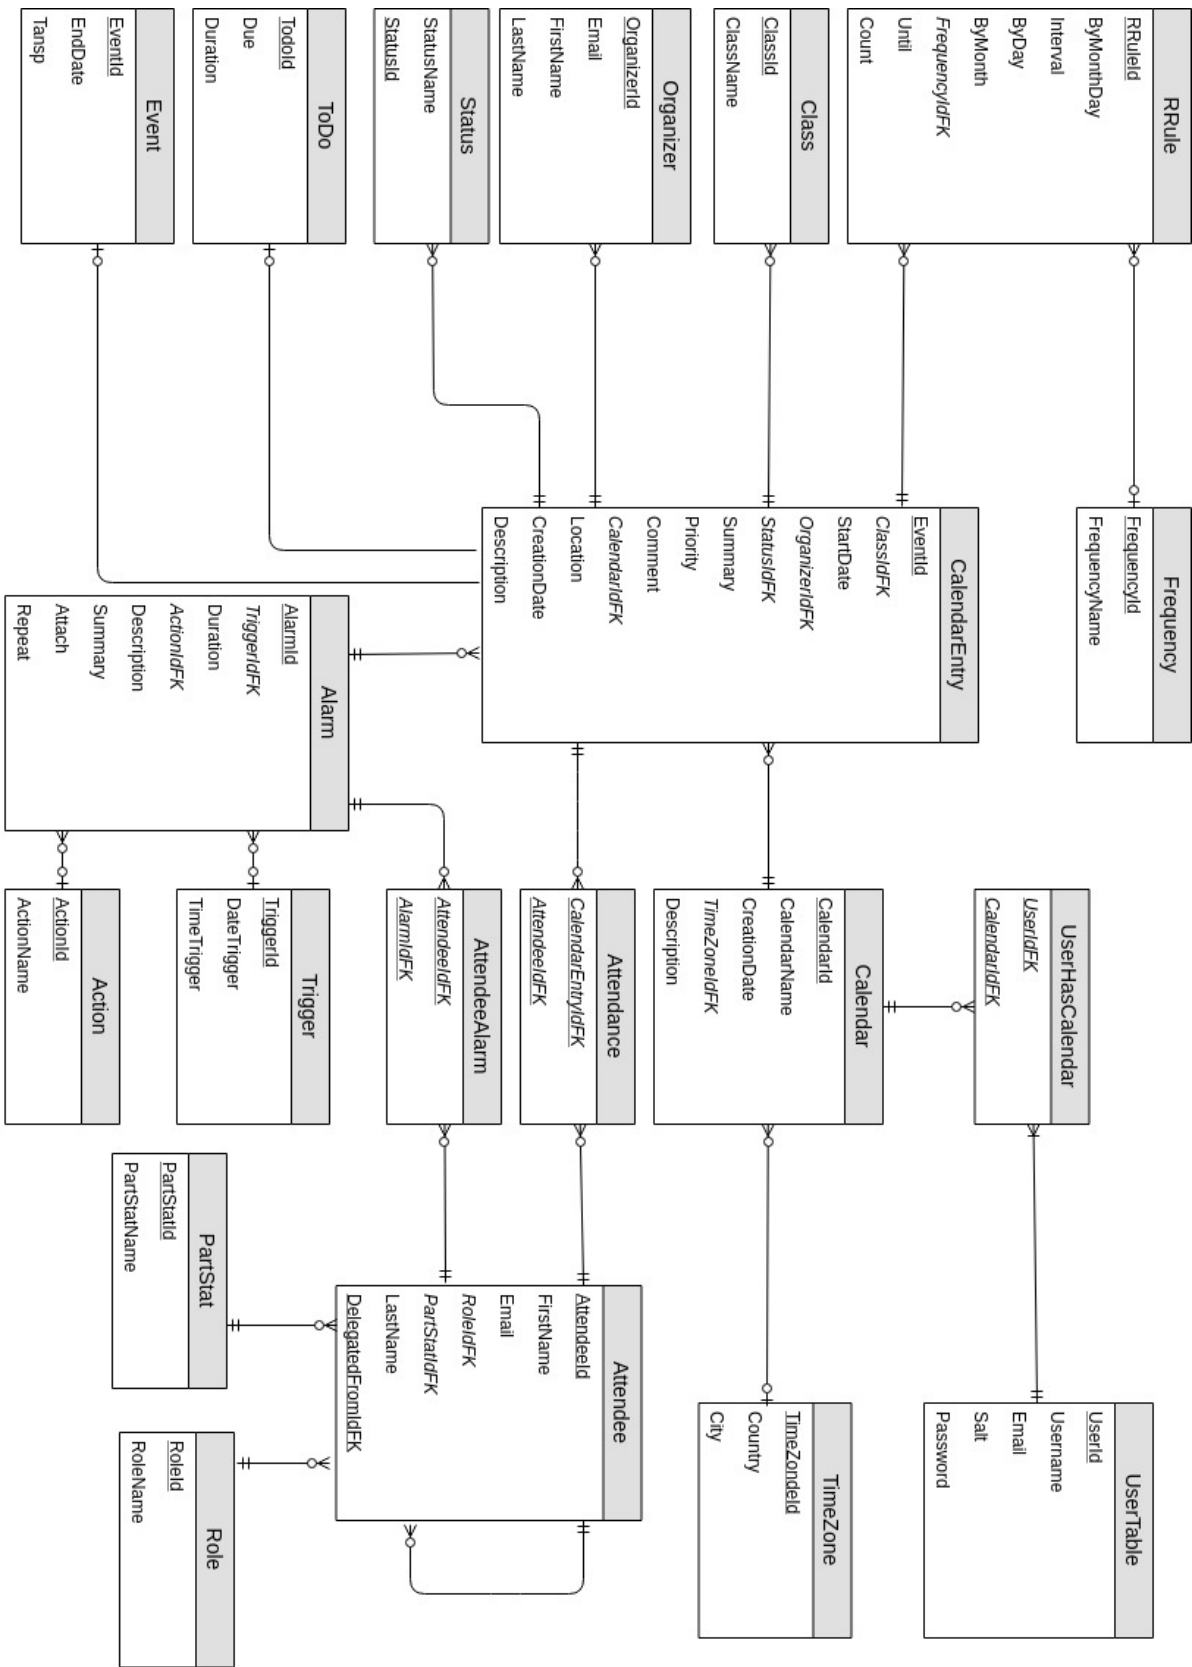 RRule
RRuleId
ByMonthDay
Interval
ByDay
ByMonth
FrequencyIdFK
Until
Count
Class
ClassId
ClassName
Organizer
OrganizerId
Email
FirstName
LastName
Status
StatusName
StatusId
ToDo
TodoId
Due
Duration
Event
EventId
EndDate
Tansp
Frequency
FrequencyId
FrequencyName
CalendarEntry
EventId
ClassIdFK
StartDate
OrganizerIdFK
StatusIdFK
Summary
Priority
Comment
CalendarIdFK
Location
CreationDate
Description
Alarm
AlarmId
TriggerIdFK
Duration
ActionIdFK
Description
Summary
Attach
Repeat
UserHasCalendar
UserIdFK
CalendarIdFK
Calendar
CalendarId
CalendarName
CreationDate
TimeZoneIdFK
Description
Attendance
CalendarEntryIdFK
AttendeeIdFK
AttendeeAlarm
AttendeeIdFK
AlarmIdFK
Trigger
TriggerId
DateTrigger
TimeTrigger
Action
ActionId
ActionName
UserTable
UserId
Username
Email
Salt
Password
TimeZone
TimeZondeId
Country
City
Attendee
AttendeeId
FirstName
Email
RoleIdFK
PartStatIdFK
LastName
DelegatedFromIdFK
PartStat
PartStatId
PartStatName
Role
RoleId
RoleName